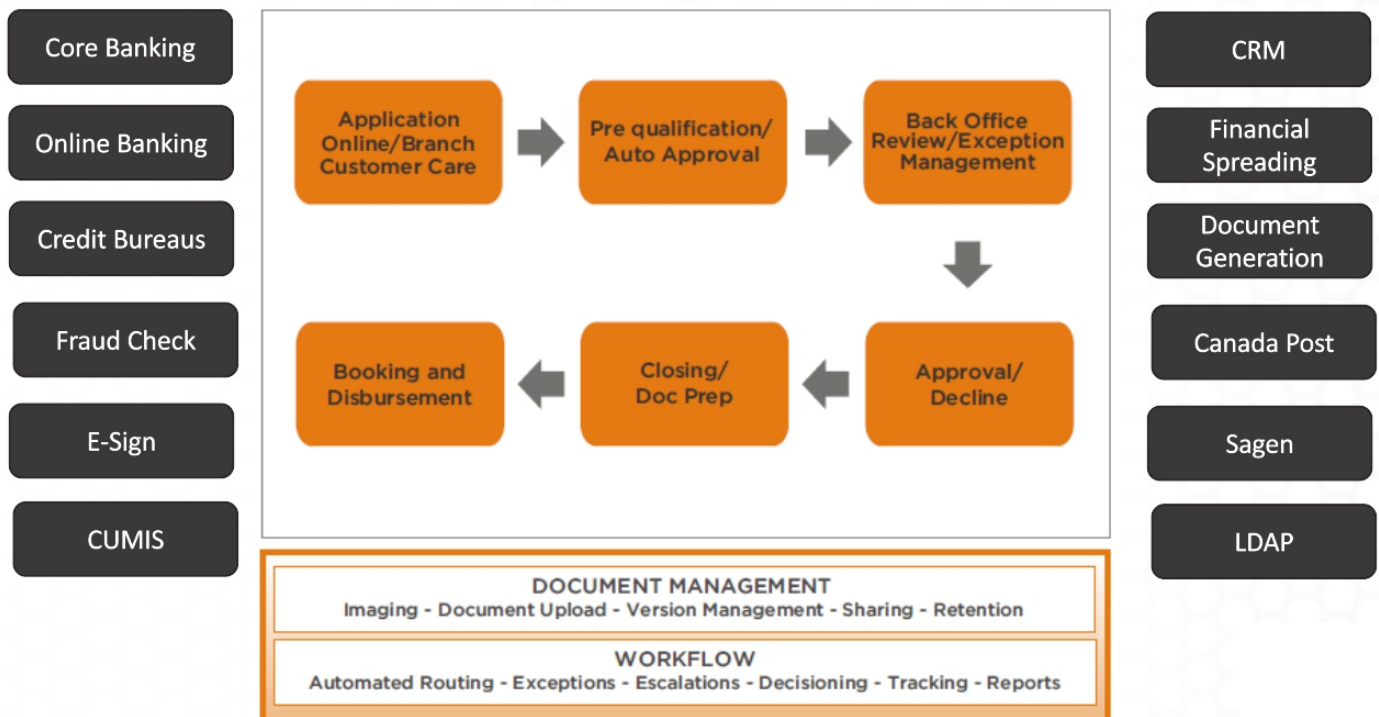 Core Banking
Online Banking
Credit Bureaus
Fraud Check
E-Sign
CUMIS
Application
Online/Branch
Customer Care
Pre qualification/
Auto Approval
Back Office
Review/Exception
Management
Booking and
Disbursement
Closing/
Doc Prep
Approval/
Decline
DOCUMENT MANAGEMENT
Imaging - Document Upload - Version Management - Sharing - Retention
WORKFLOW
Automated Routing - Exceptions - Escalations - Decisioning - Tracking - Reports
CRM
Financial
Spreading
Document
Generation
Canada Post
Sagen
LDAP